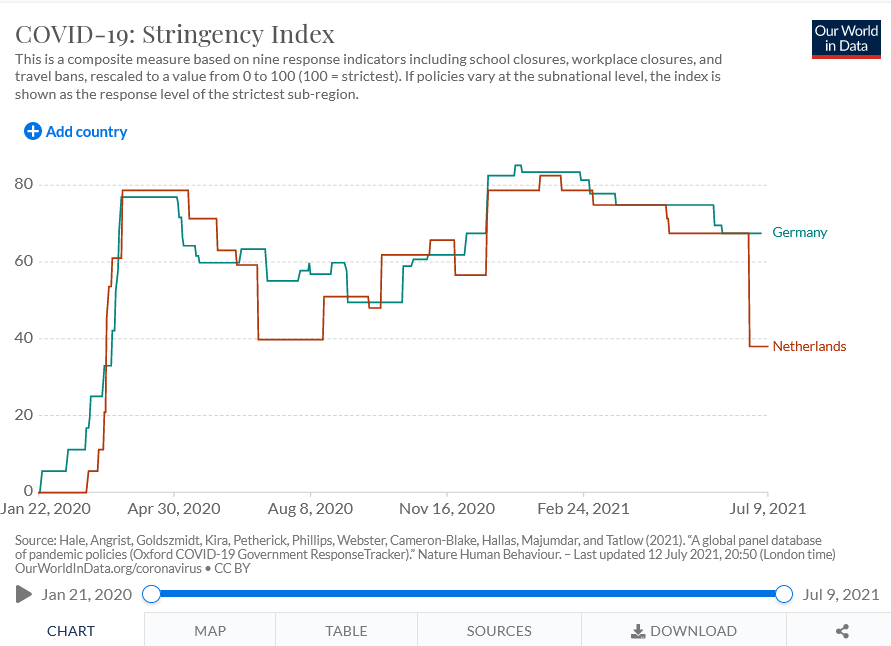 COVID-19: Stringency Index
Our World
in Data
This is a composite measure based on nine response indicators including school closures, workplace closures, and
travel bans, rescaled to a value from 0 to 100 (100 = strictest). If policies vary at the subnational level, the index is
shown as the response level of the strictest sub-region.
Add country
80
60
40
20
0
Germany
Netherlands
Jan 22, 2020
Apr 30, 2020
Aug 8, 2020
Nov 16, 2020
Feb 24, 2021
Jul 9, 2021
Source: Hale, Angrist, Goldszmidt, Kira, Petherick, Phillips, Webster, Cameron-Blake, Hallas, Majumdar, and Tatlow (2021). “A global panel database
of pandemic policies (Oxford COVID-19 Government ResponseTracker).” Nature Human Behaviour. – Last updated 12 July 2021, 20:50 (London time)
OurWorldInData.org/coronavirus • CC BY
Jan 21, 2020
Jul 9, 2021
CHART
MAP
TABLE
SOURCES
DOWNLOAD